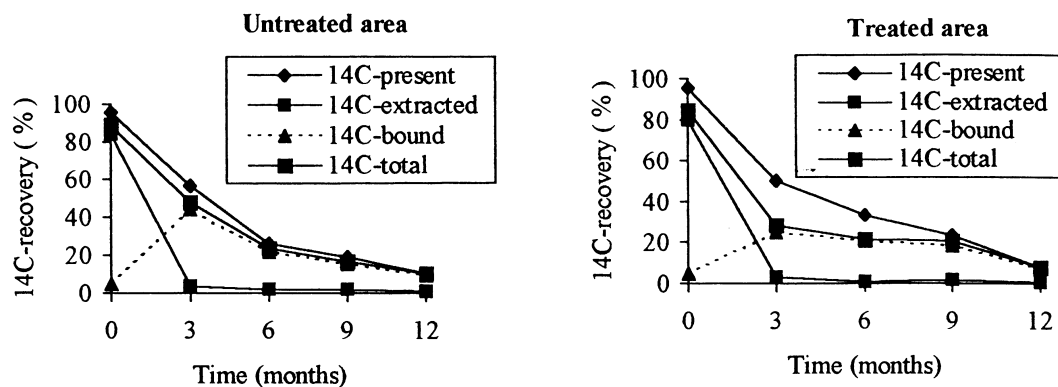 Untreated area
14C-present
14C-extracted
14C-bound
14C-total
14C-recovery ( % )
100
80
60
40
20
0
0 3 6 9 12
Time (months)
Treated area
14C-present
14C-extracted
14C-bound
14C-total
14C-recovery ( % )
100
80
60
40
20
0
0 3 6 9 12
Time (months)